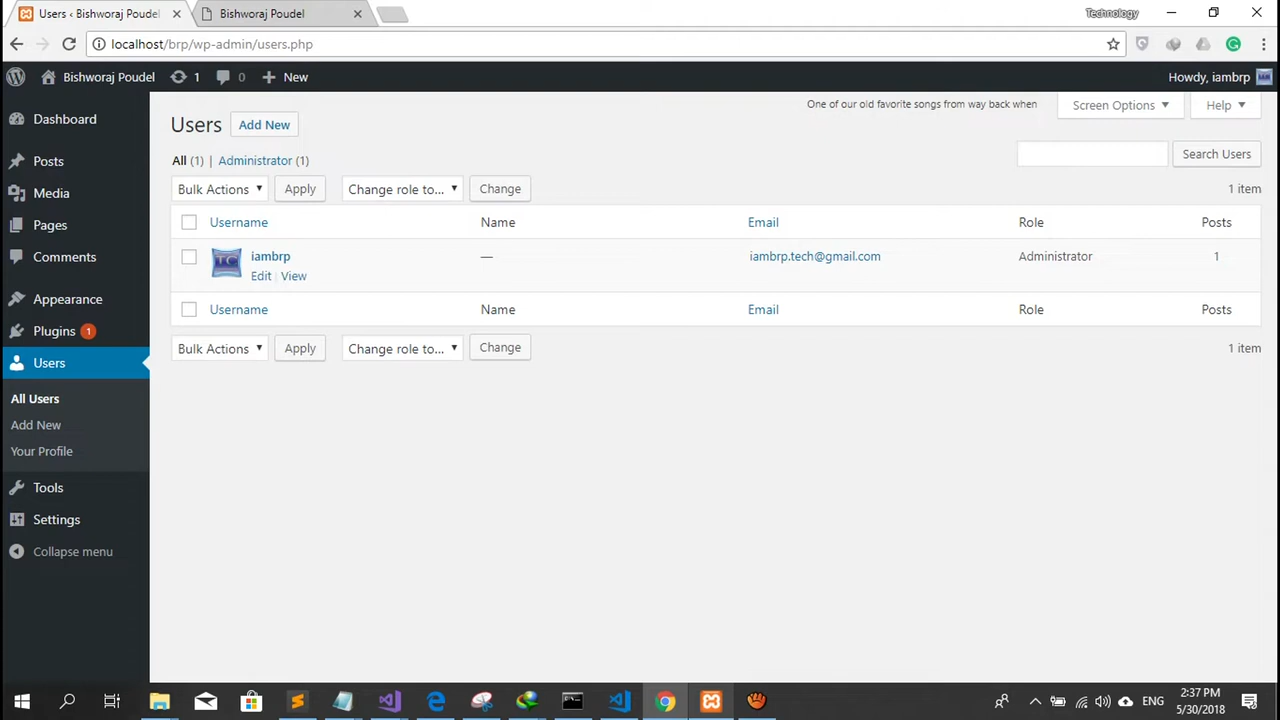 Users ‹ Bishworaj Poudel
Bishworaj Poudel
Technology
localhost/brp/wp-admin/users.php
Bishworaj Poudel 1 0 New
Howdy, iambrp
Dashboard
Posts
Media
Pages
Comments
Appearance
Plugins 1
Users
All Users
Add New
Your Profile
Tools
Settings
Collapse menu
One of our old favorite songs from way back when
Screen Options
Help
Users Add New
All (1) | Administrator (1)
Search Users
Bulk Actions Apply Change role to... Change
1 item
Username Name Email Role Posts
TC
iambrp — iambrp.tech@gmail.com Administrator 1
Edit | View
Username Name Email Role Posts
Bulk Actions Apply Change role to... Change
1 item
ENG
2:37 PM
5/30/2018